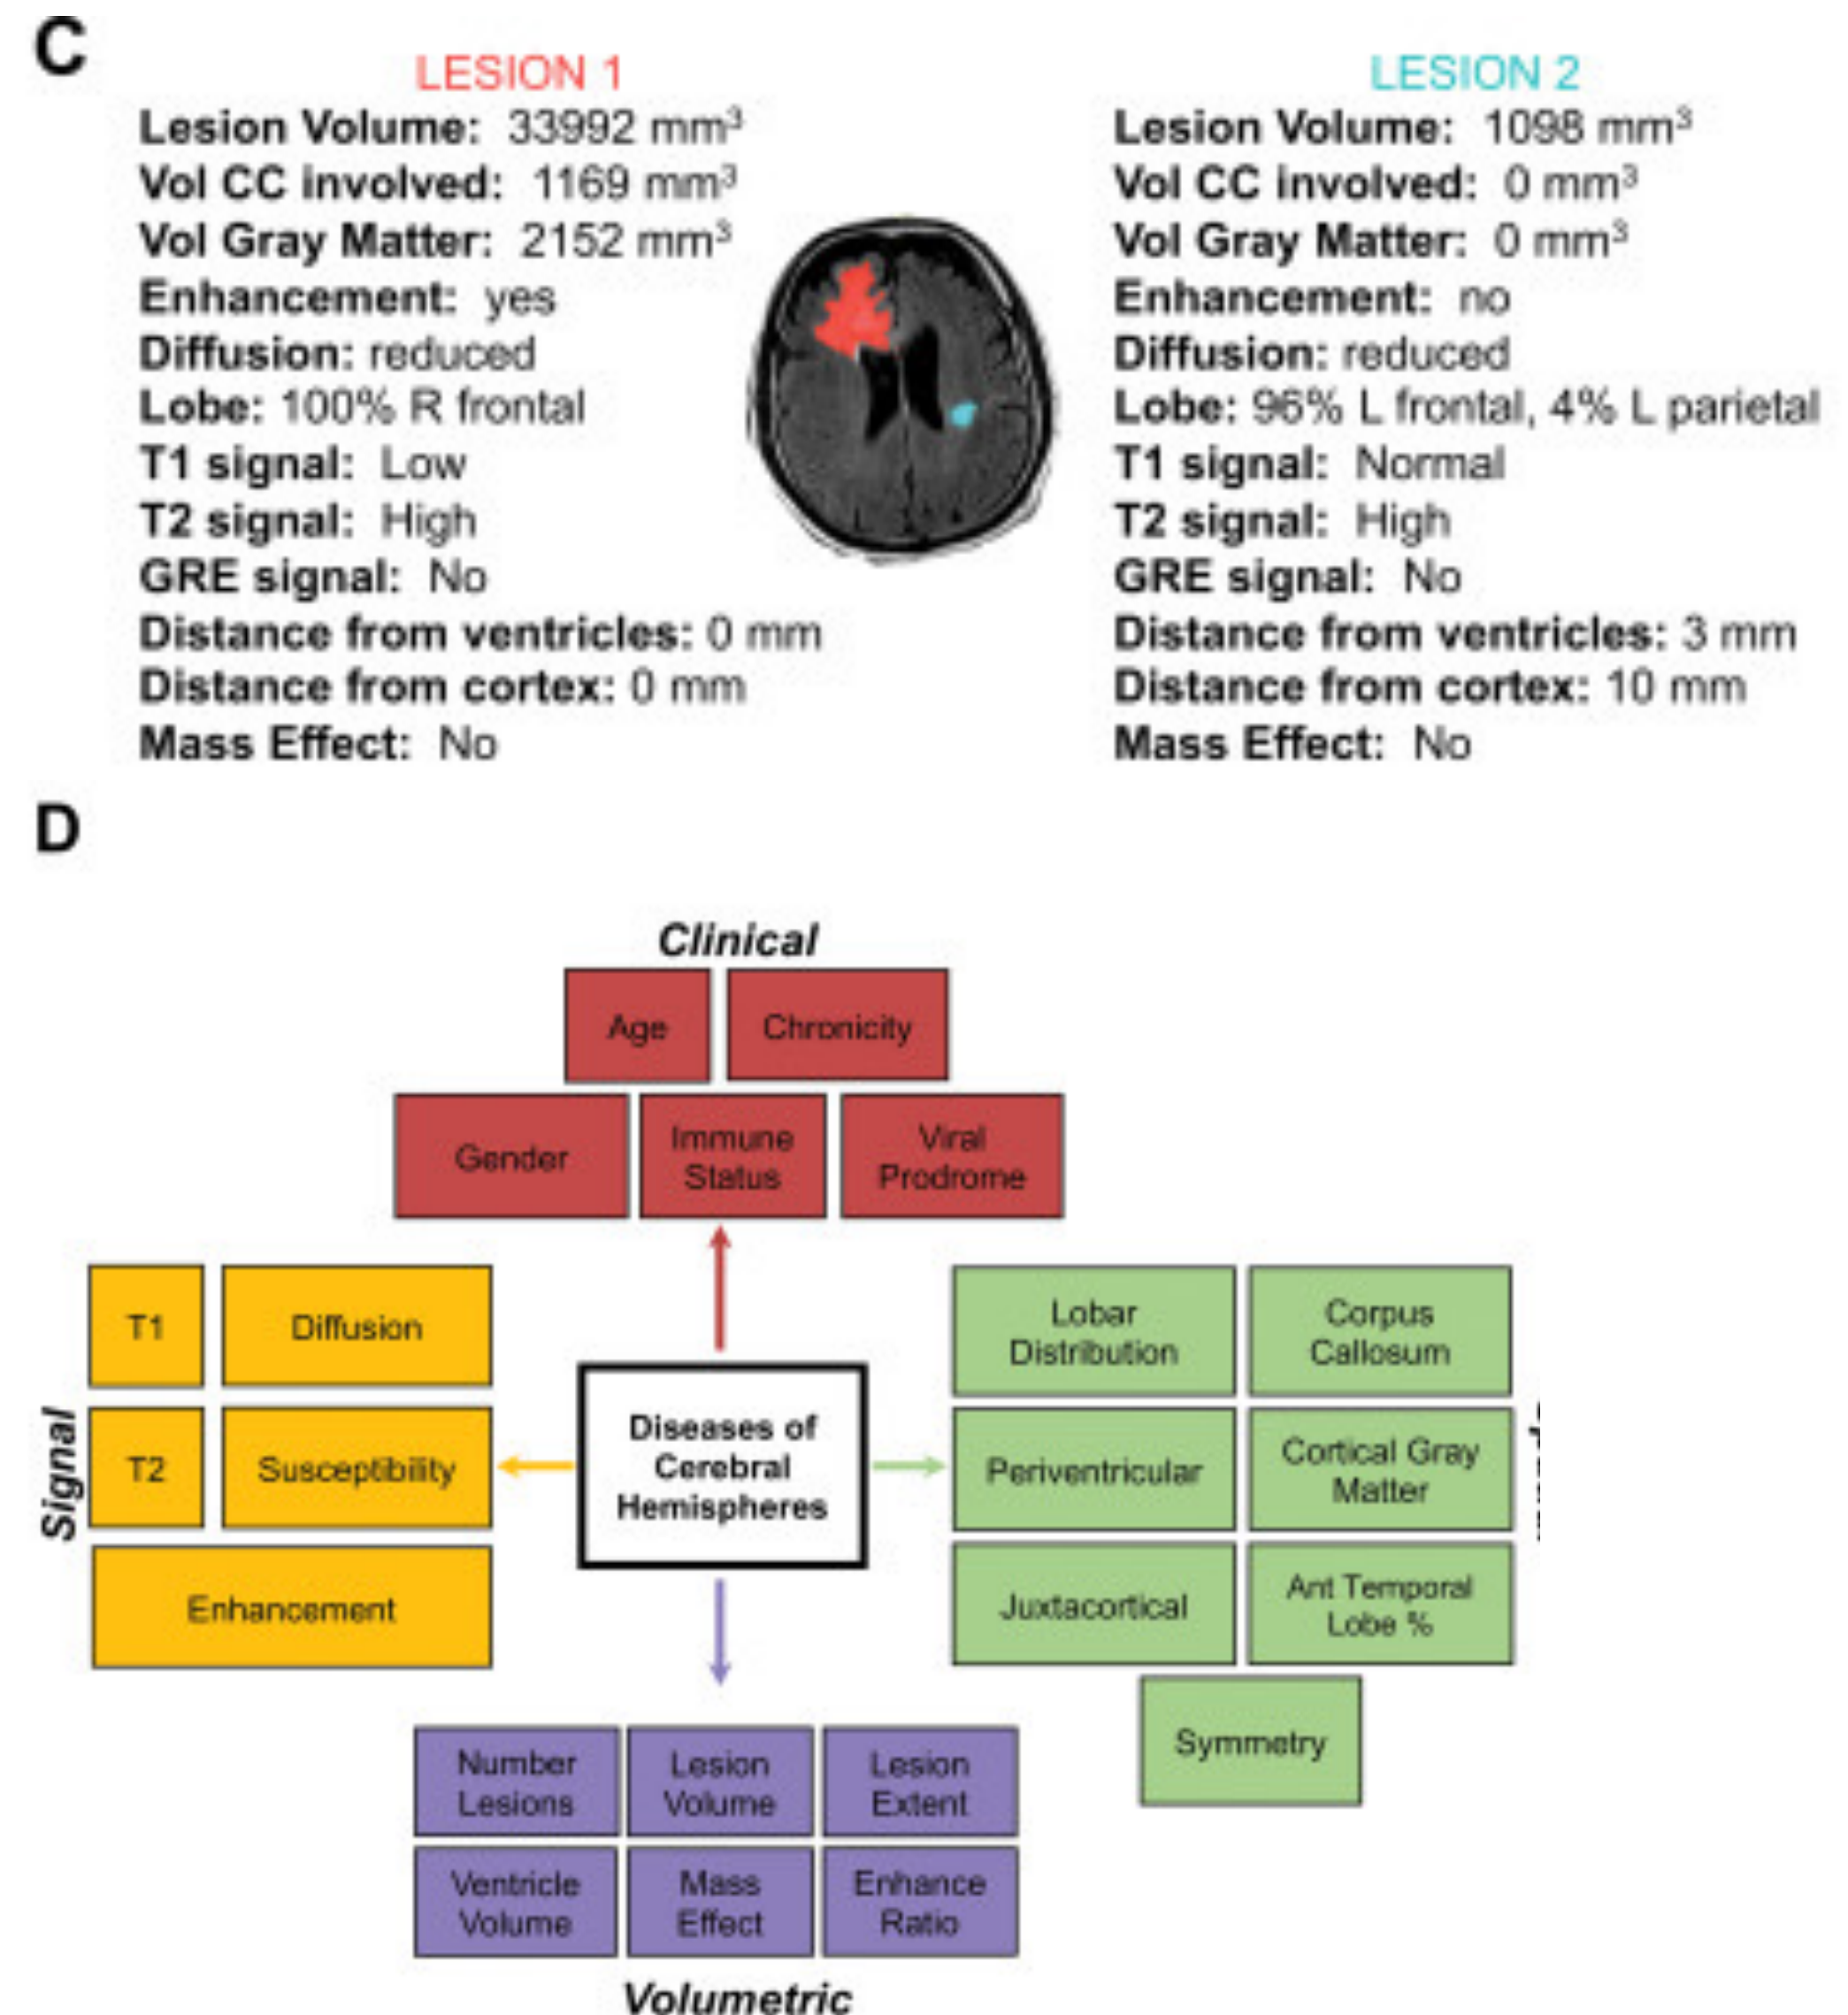 C
LESION 1
Lesion Volume: 33992 mm³
Vol CC involved: 1169 mm³
Vol Gray Matter: 2152 mm³
Enhancement: yes
Diffusion: reduced
Lobe: 100% R frontal
T1 signal: Low
T2 signal: High
GRE signal: No
Distance from ventricles: 0 mm
Distance from cortex: 0 mm
Mass Effect: No
LESION 2
Lesion Volume: 1098 mm³
Vol CC involved: 0 mm³
Vol Gray Matter: 0 mm³
Enhancement: no
Diffusion: reduced
Lobe: 96% L frontal, 4% L parietal
T1 signal: Normal
T2 signal: High
GRE signal: No
Distance from ventricles: 3 mm
Distance from cortex: 10 mm
Mass Effect: No
D
Clinical
Age
Chronicity
Gender
Immune
Status
Viral
Prodrome
Signal
T1
Diffusion
T2
Susceptibility
Enhancement
Diseases of
Cerebral
Hemispheres
Lobar
Distribution
Corpus
Callosum
Periventricular
Cortical Gray
Matter
Juxtacortical
Ant Temporal
Lobe %
Symmetry
Number
Lesions
Lesion
Volume
Lesion
Extent
Ventricle
Volume
Mass
Effect
Enhance
Ratio
Volumetric